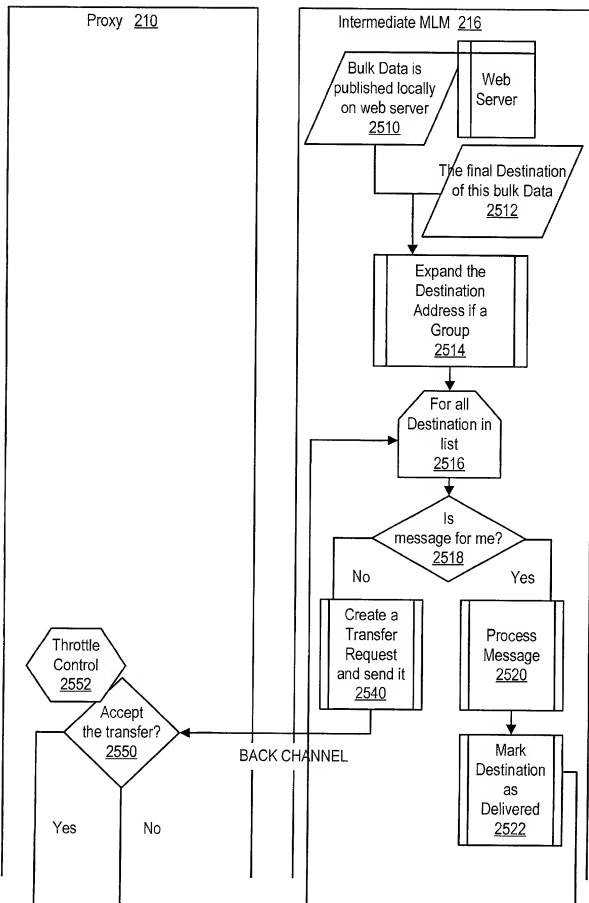 Proxy 210
Intermediate MLM 216
Bulk Data is
published locally
on web server
2510
Web
Server
The final Destination
of this bulk Data
2512
Expand the
Destination
Address if a
Group
2514
For all
Destination in
list
2516
Is
message for me?
2518
No
Yes
Create a
Transfer
Request
and send it
2540
Process
Message
2520
Throttle
Control
2552
Accept
the transfer?
2550
BACK CHANNEL
Mark
Destination
as
Delivered
2522
Yes
No